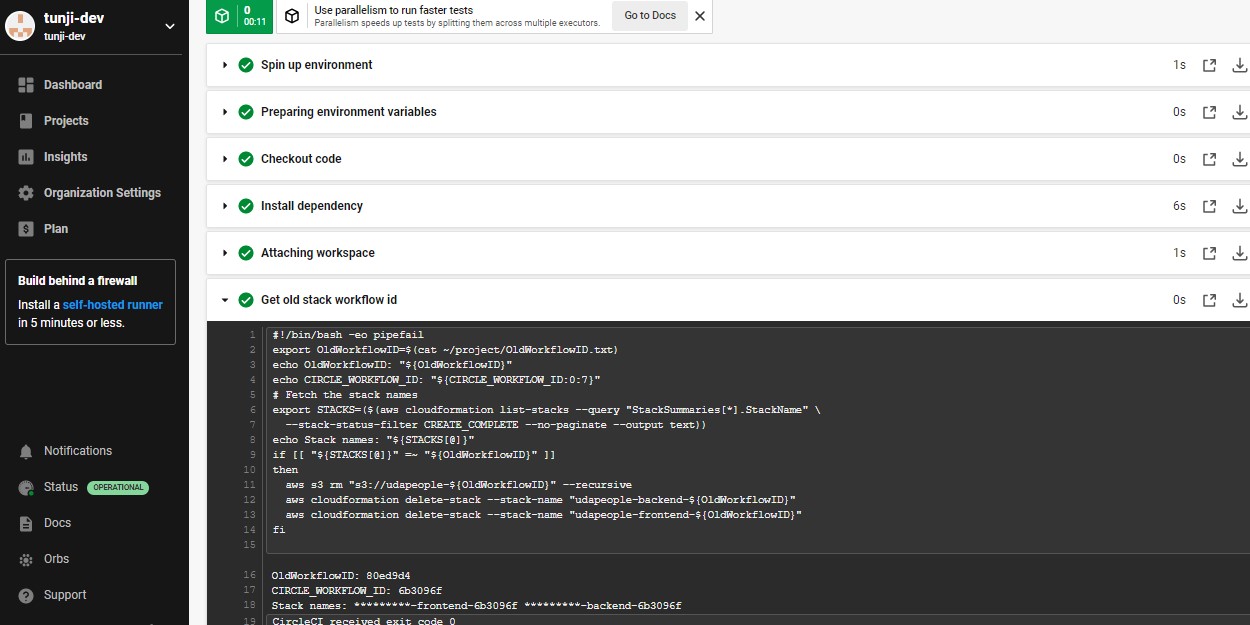 tunji-dev
tunji-dev
Dashboard
Projects
Insights
Organization Settings
Plan
Build behind a firewall
Install a self-hosted runner
in 5 minutes or less.
Notifications
Status OPERATIONAL
Docs
Orbs
Support
0
00:11
Use parallelism to run faster tests
Parallelism speeds up tests by splitting them across multiple executors.
Go to Docs
Spin up environment 1s
Preparing environment variables 0s
Checkout code 0s
Install dependency 6s
Attaching workspace 1s
Get old stack workflow id 0s
1 #!/bin/bash -eo pipefail
2 export OldWorkflowID=$(cat ~/project/OldWorkflowID.txt)
3 echo OldWorkflowID: "${OldWorkflowID}"
4 echo CIRCLE_WORKFLOW_ID: "${CIRCLE_WORKFLOW_ID:0:7}"
5 # Fetch the stack names
6 export STACKS=($(aws cloudformation list-stacks --query "StackSummaries[*].StackName" \
7 --stack-status-filter CREATE_COMPLETE --no-paginate --output text))
8 echo Stack names: "${STACKS[@]}"
9 if [[ "${STACKS[@]}" =~ "${OldWorkflowID}" ]]
10 then
11 aws s3 rm "s3://udapeople-${OldWorkflowID}" --recursive
12 aws cloudformation delete-stack --stack-name "udapeople-backend-${OldWorkflowID}"
13 aws cloudformation delete-stack --stack-name "udapeople-frontend-${OldWorkflowID}"
14 fi
15
16 OldWorkflowID: 80ed9d4
17 CIRCLE_WORKFLOW_ID: 6b3096f
18 Stack names: *********-frontend-6b3096f *********-backend-6b3096f
19 CircleCI received exit code 0